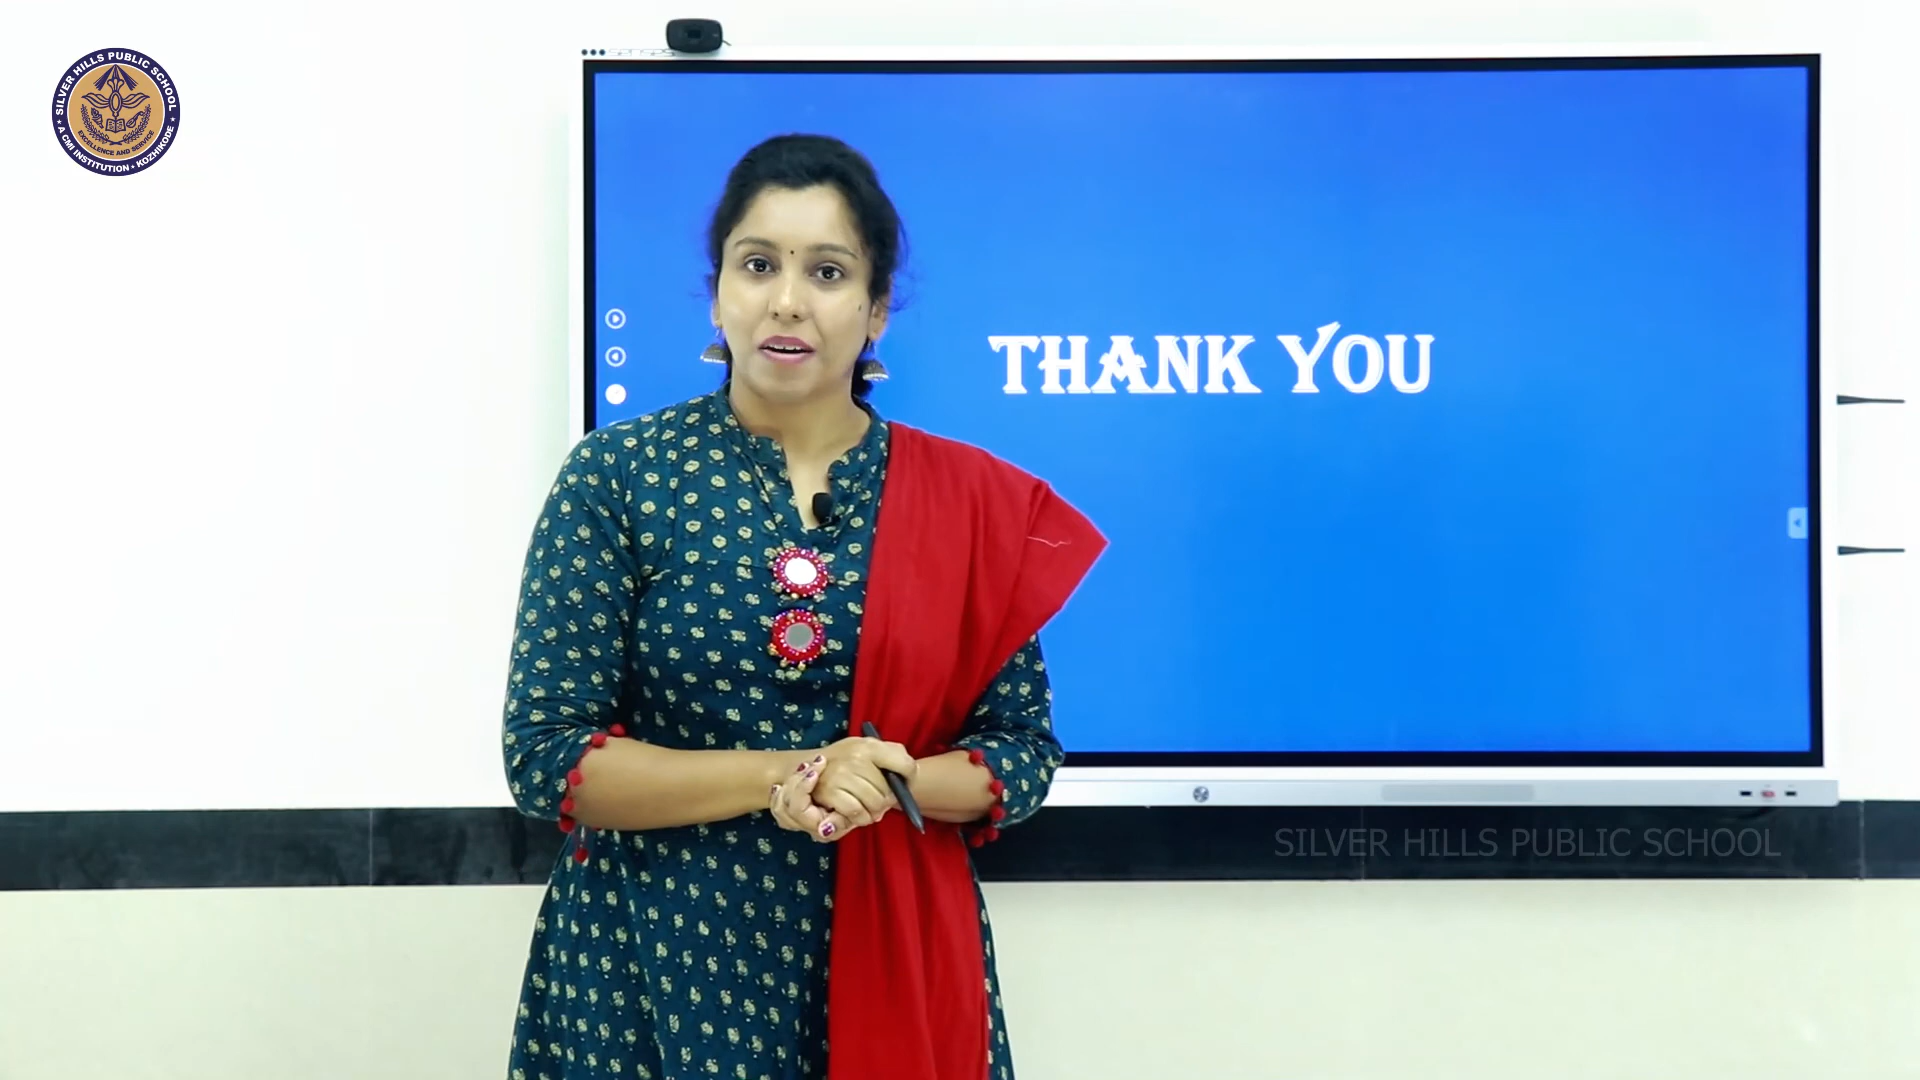 SILVER HILLS PUBLIC SCHOOL
EXCELLENCE AND SERVICE
★ A CMI INSTITUTION • KOZHIKODE ★
THANK YOU
SILVER HILLS PUBLIC SCHOOL